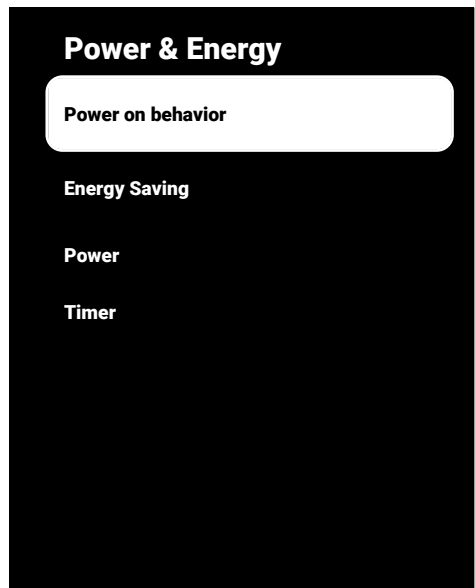 Power & Energy
Power on behavior
Energy Saving
Power
Timer